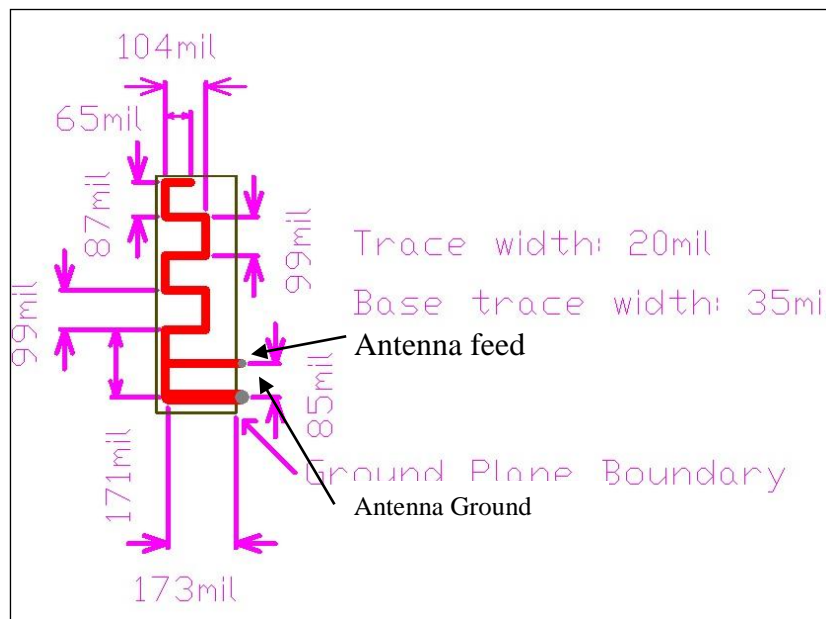 104mil
65mil
87mil
99mil
Trace width: 20mil
99mil
Base trace width: 35mi
Antenna feed
85mil
171mil
Ground Plane Boundary
Antenna Ground
173mil